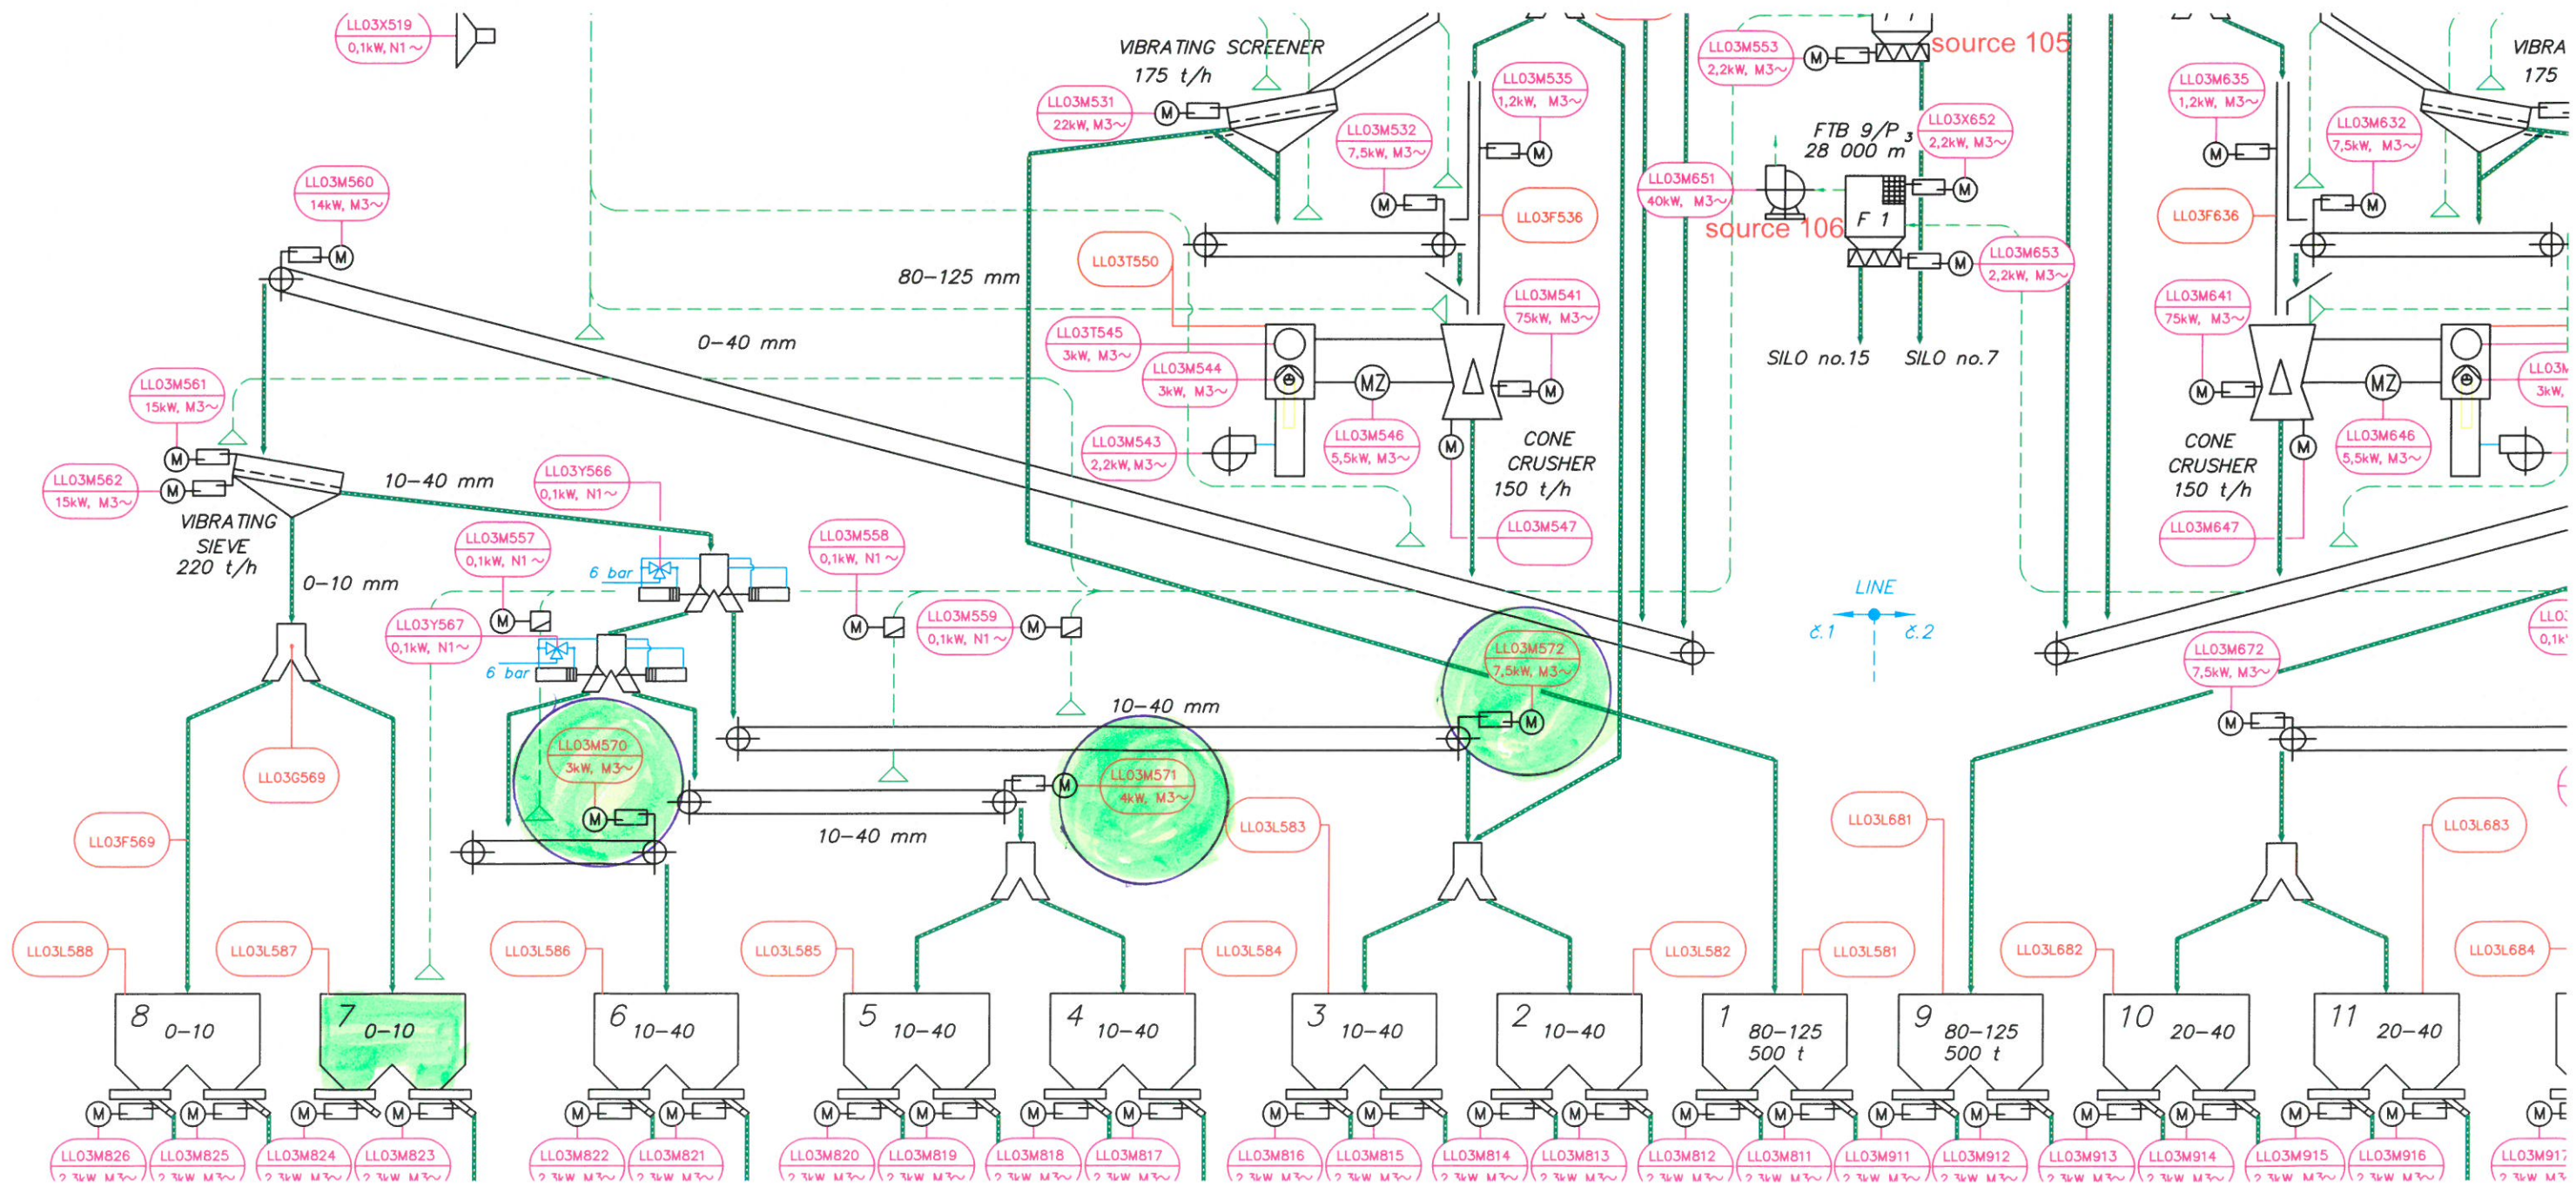 LL03X519
0,1kW, N1~
VIBRATING SCREENER
175 t/h
LL03M531
22kW, M3~
LL03M532
7,5kW, M3~
LL03M535
1,2kW, M3~
LL03M553
2,2kW, M3~
source 105
LL03M635
1,2kW, M3~
VIBRA
175
LL03M632
7,5kW, M3~
FTB 9/P
28 000 m3
LL03X652
2,2kW, M3~
LL03M651
40kW, M3~
source 106
F 1
LL03M653
2,2kW, M3~
LL03F536
LL03F636
LL03M560
14kW, M3~
M
80-125 mm
LL03T550
0-40 mm
LL03T545
3kW, M3~
LL03M544
3kW, M3~
LL03M541
75kW, M3~
LL03M641
75kW, M3~
SILO no.15
SILO no.7
MZ
MZ
3kW,
LL03M543
2,2kW, M3~
LL03M546
5,5kW, M3~
LL03M646
5,5kW, M3~
CONE
CRUSHER
150 t/h
CONE
CRUSHER
150 t/h
LL03M547
LL03M647
LL03M561
15kW, M3~
LL03M562
15kW, M3~
VIBRATING
SIEVE
220 t/h
10-40 mm
0-10 mm
LL03Y566
0,1kW, N1~
LL03M557
0,1kW, N1~
6 bar
LL03M558
0,1kW, N1~
LL03M559
0,1kW, N1~
LL03Y567
0,1kW, N1~
6 bar
LINE
č.1
č.2
LL03M572
7,5kW, M3~
LL03M672
7,5kW, M3~
10-40 mm
LL03M570
3kW, M3~
LL03M571
4kW, M3~
10-40 mm
LL03G569
LL03F569
LL03L583
LL03L681
LL03L683
LL03L588
LL03L587
LL03L586
LL03L585
LL03L584
LL03L582
LL03L581
LL03L682
LL03L684
8 0-10
7 0-10
6 10-40
5 10-40
4 10-40
3 10-40
2 10-40
1 80-125
500 t
9 80-125
500 t
10 20-40
11 20-40
LL03M826
LL03M825
LL03M824
LL03M823
LL03M822
LL03M821
LL03M820
LL03M819
LL03M818
LL03M817
LL03M816
LL03M815
LL03M814
LL03M813
LL03M812
LL03M811
LL03M911
LL03M912
LL03M913
LL03M914
LL03M915
LL03M916
LL03M917